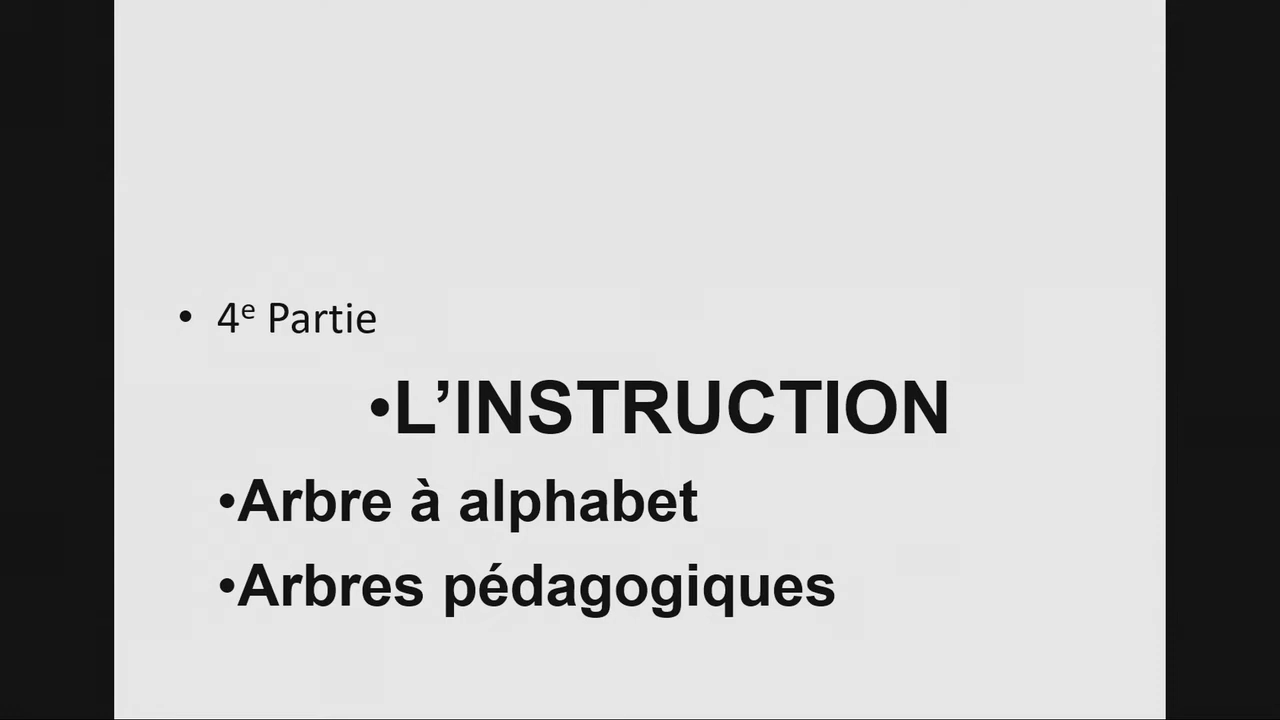 • 4e Partie
•L’INSTRUCTION
•Arbre à alphabet
•Arbres pédagogiques